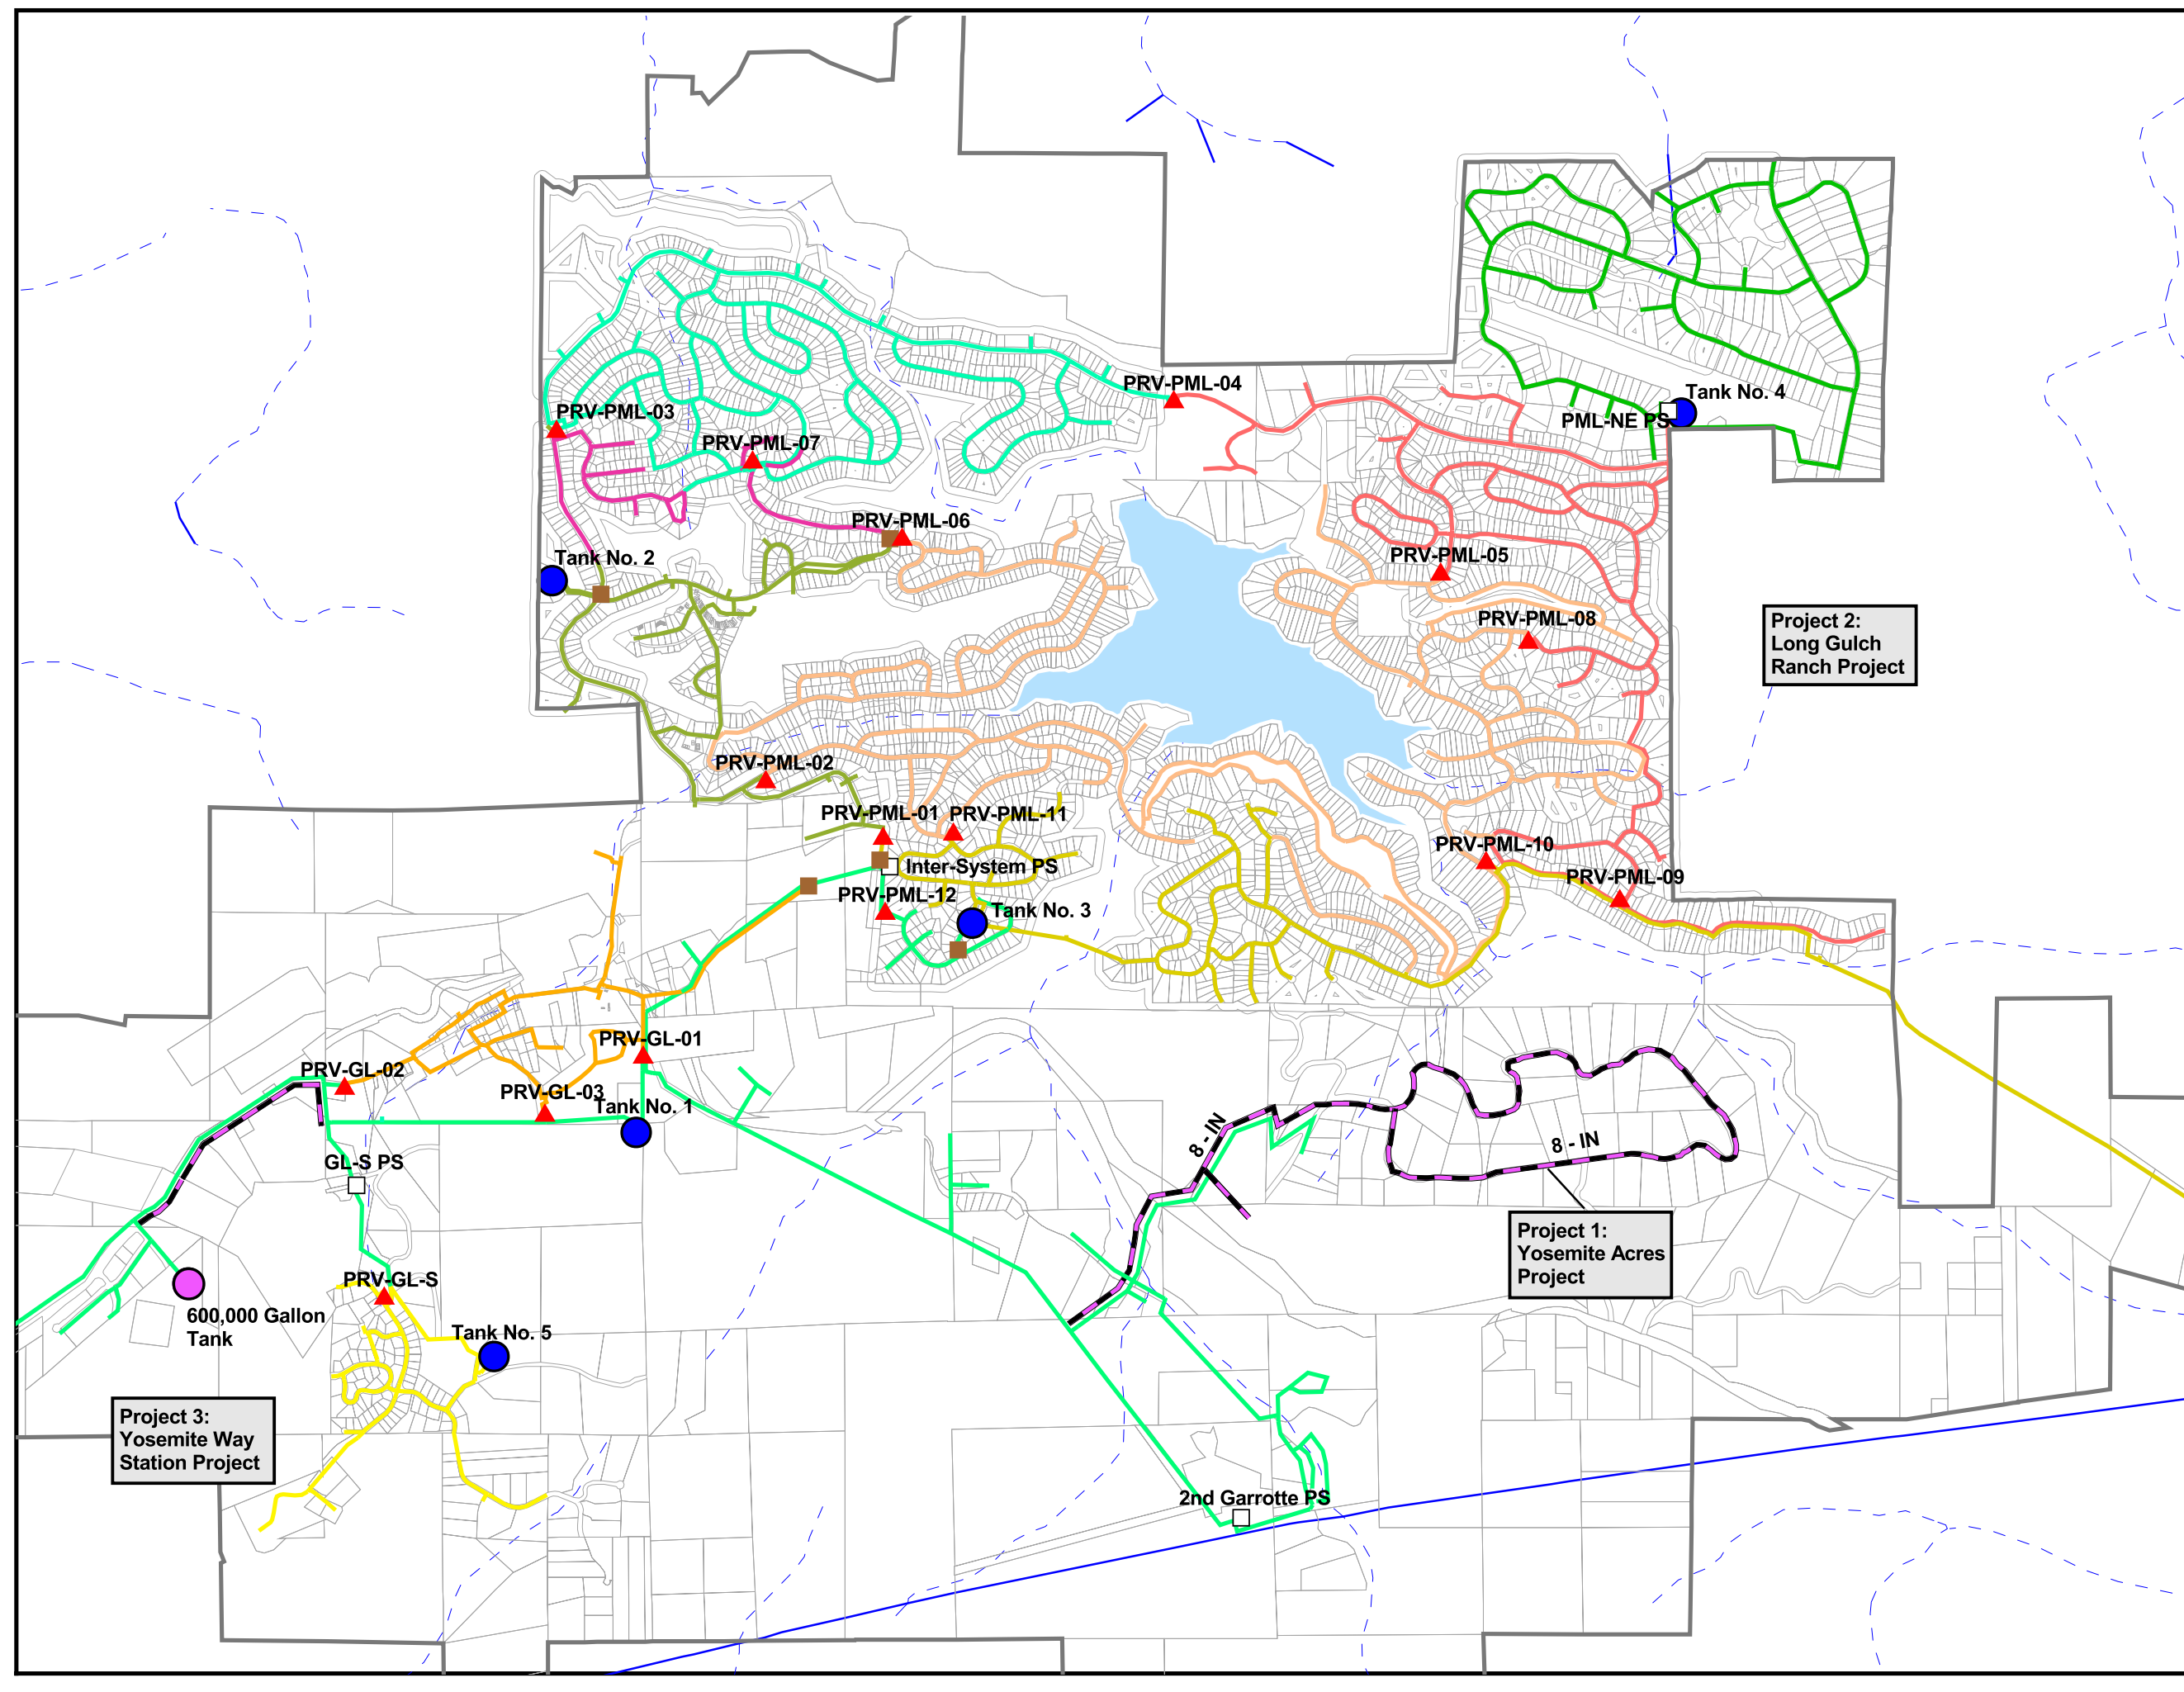 PRV-PML-04
PRV-PML-03
Tank No. 4
PML-NE PS
PRV-PML-07
PRV-PML-06
Tank No. 2
PRV-PML-05
PRV-PML-08
Project 2:
Long Gulch
Ranch Project
PRV-PML-02
PRV-PML-01
PRV-PML-11
PRV-PML-10
Inter-System PS
PRV-PML-09
PRV-PML-12
Tank No. 3
PRV-GL-01
PRV-GL-02
PRV-GL-03
Tank No. 1
8 - IN
8 - IN
GL-S PS
Project 1:
Yosemite Acres
Project
PRV-GL-S
600,000 Gallon
Tank
Tank No. 5
Project 3:
Yosemite Way
Station Project
2nd Garrotte PS